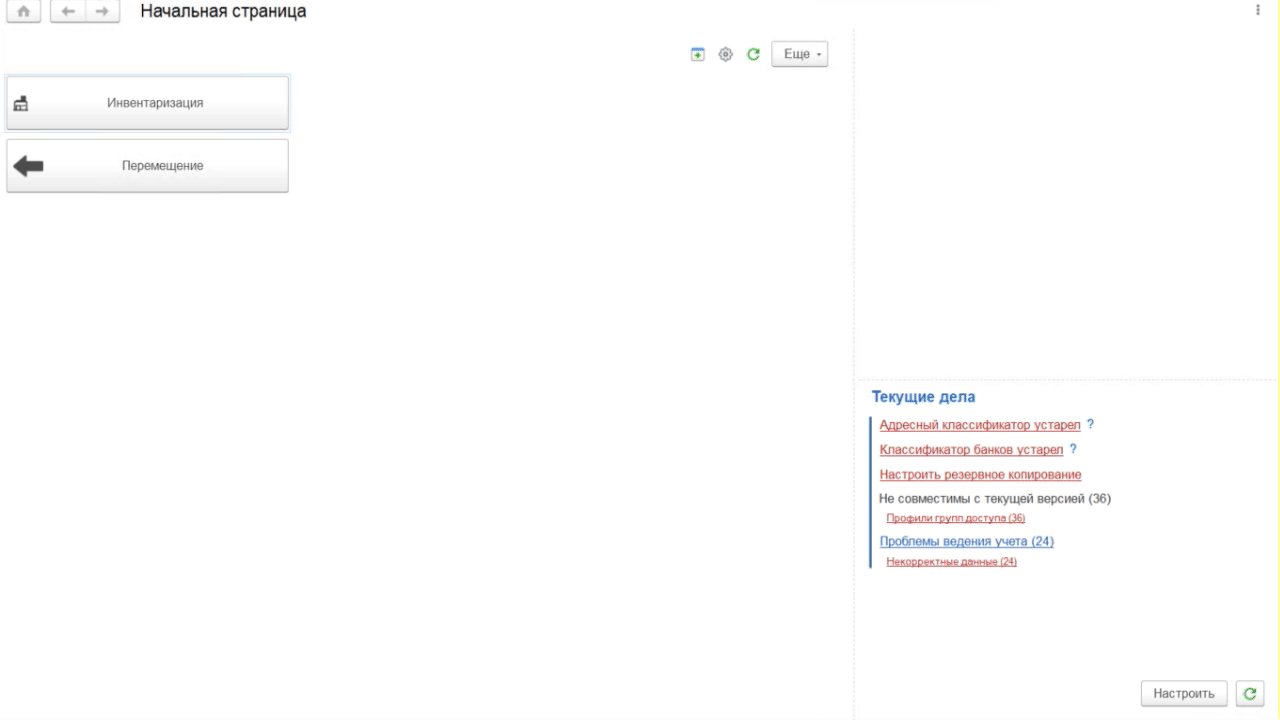 Начальная страница
Еще
Инвентаризация
Перемещение
Текущие дела
Адресный классификатор устарел ?
Классификатор банков устарел ?
Настроить резервное копирование
Не совместимы с текущей версией (36)
Профили групп доступа (36)
Проблемы ведения учета (24)
Некорректные данные (24)
Настроить